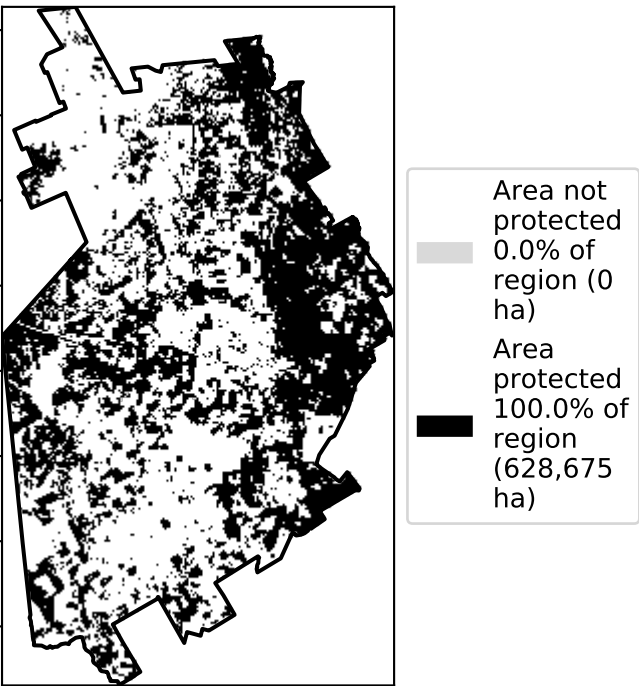 Area not
protected
0.0% of
region (0
ha)
Area
protected
100.0% of
region
(628,675
ha)